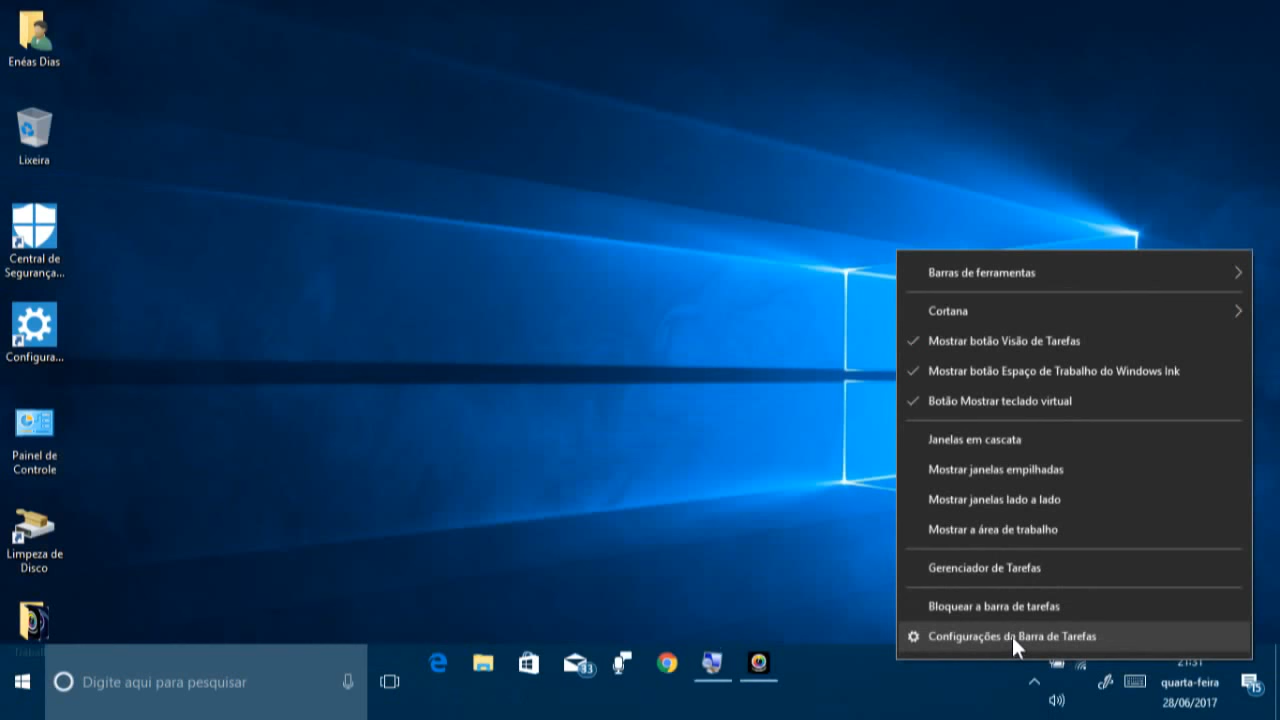 Enéas Dias
Lixeira
Central de
Segurança...
Configura...
Painel de
Controle
Limpeza de
Disco
Barras de ferramentas
Cortana
Mostrar botão Visão de Tarefas
Mostrar botão Espaço de Trabalho do Windows Ink
Botão Mostrar teclado virtual
Janelas em cascata
Mostrar janelas empilhadas
Mostrar janelas lado a lado
Mostrar a área de trabalho
Gerenciador de Tarefas
Bloquear a barra de tarefas
Configurações da Barra de Tarefas
Digite aqui para pesquisar
33
21:31
quarta-feira
28/06/2017
15